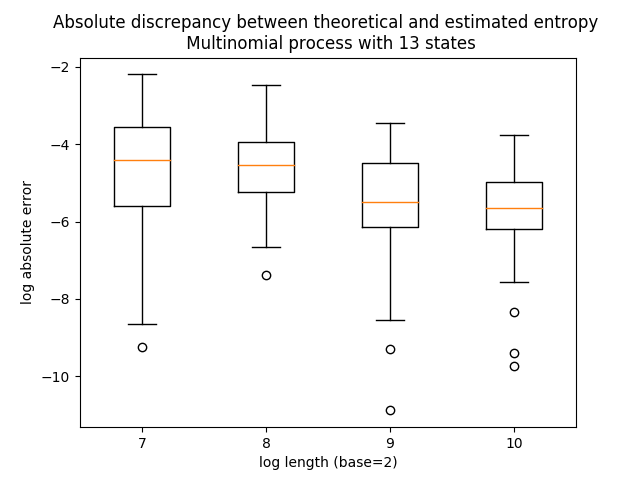 Absolute discrepancy between theoretical and estimated entropy
Multinomial process with 13 states
−2
−4
−6
−8
−10
log absolute error
7 8 9 10
log length (base=2)